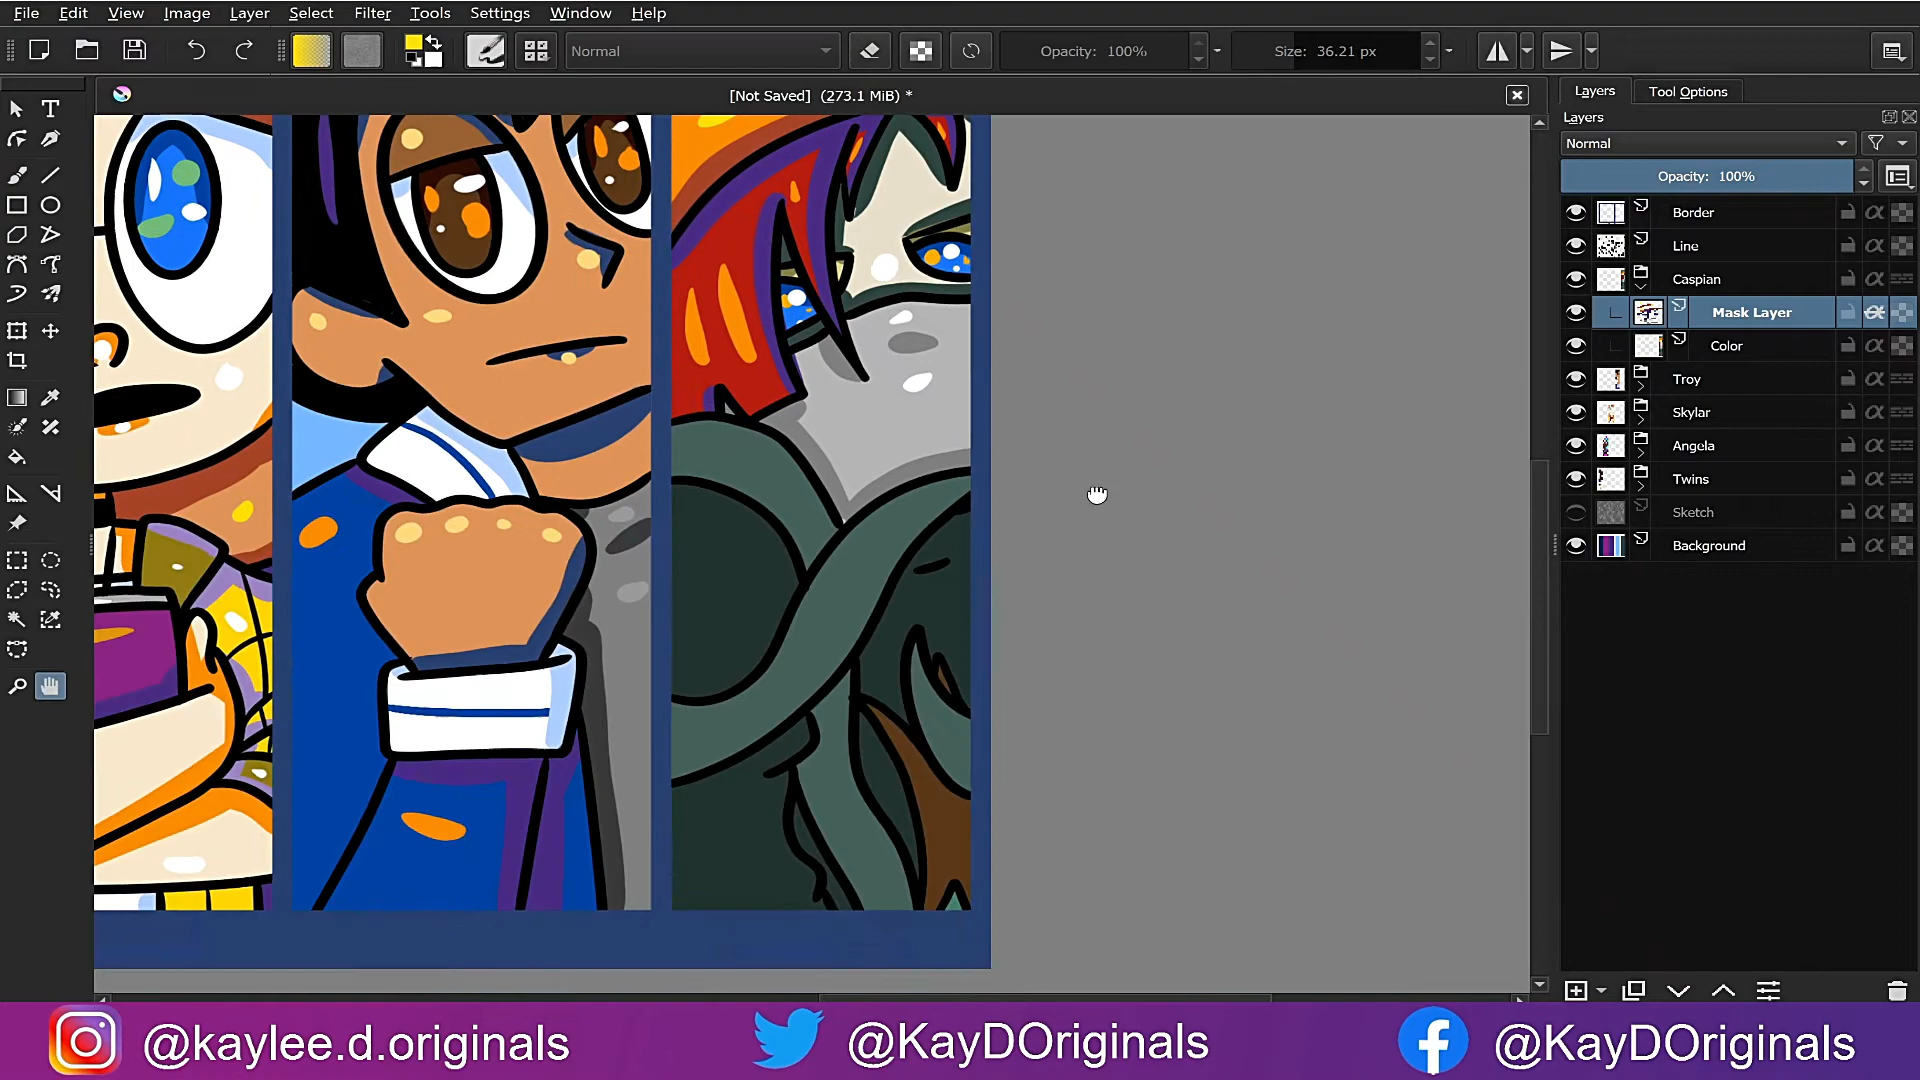 File Edit View Image Layer Select Filter Tools Settings Window Help
Normal Opacity: 100% Size: 36.21 px
[Not Saved] (273.1 MiB) *
Layers Tool Options
Layers
Normal
Opacity: 100%
Border
Line
Caspian
Mask Layer
Color
Troy
Skylar
Angela
Twins
Sketch
Background
@kaylee.d.originals @KayDOriginals @KayDOriginals